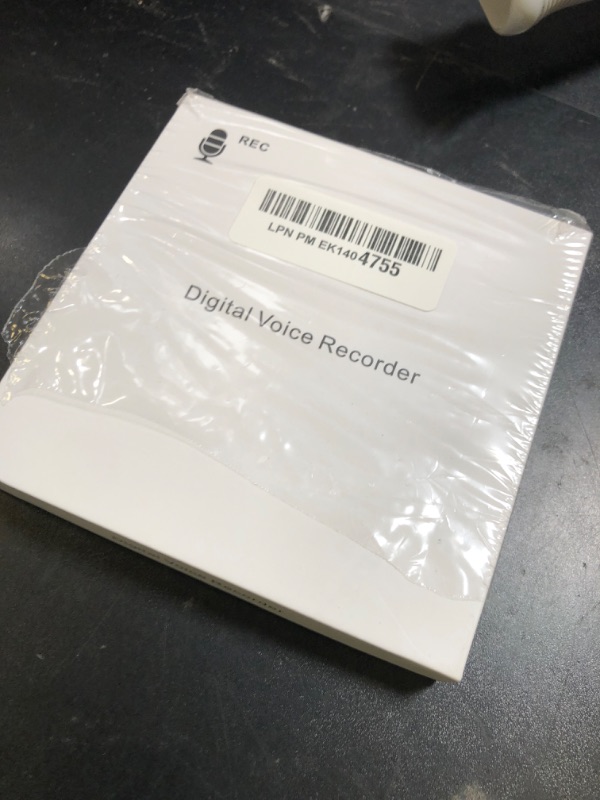 REC
LPN PM EK1404755
Digital Voice Recorder